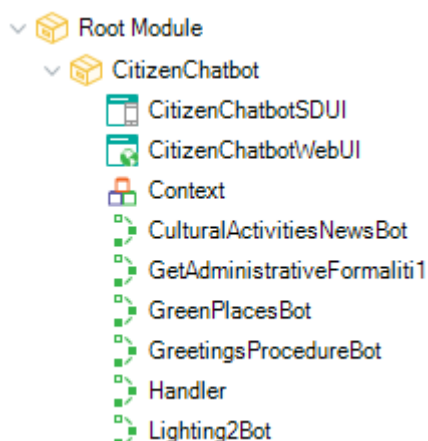 Root Module
CitizenChatbot
CitizenChatbotSDUI
CitizenChatbotWebUI
Context
CulturalActivitiesNewsBot
GetAdministrativeFormaliti1
GreenPlacesBot
GreetingsProcedureBot
Handler
Lighting2Bot